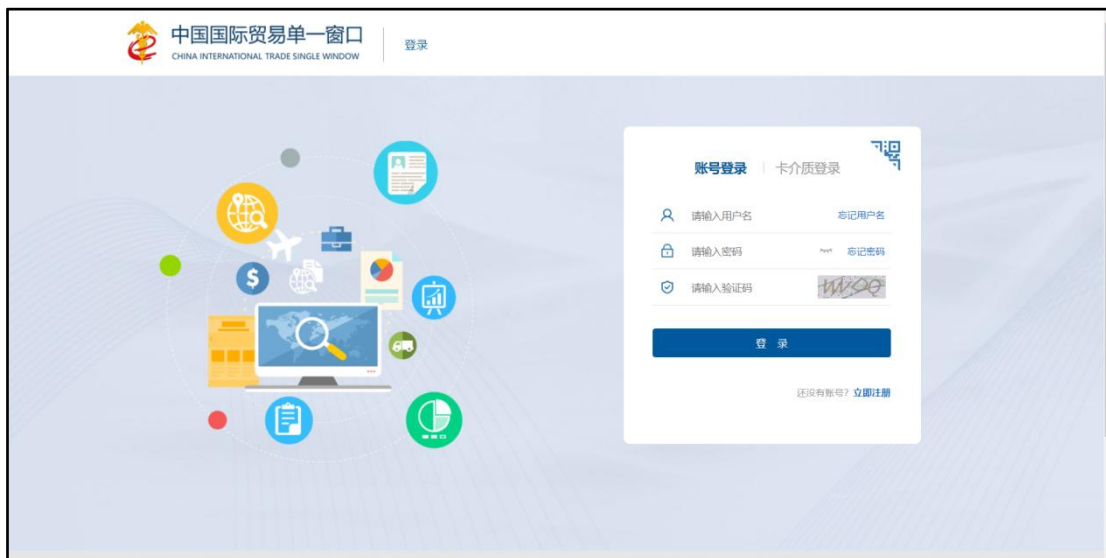 中国国际贸易单一窗口
CHINA INTERNATIONAL TRADE SINGLE WINDOW
登录
账号登录
卡介质登录
请输入用户名
忘记用户名
请输入密码
忘记密码
请输入验证码
登 录
还没有账号？立即注册